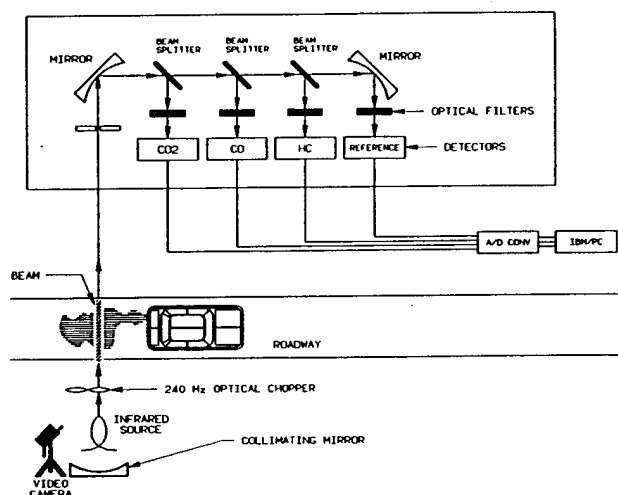 BEAM
SPLITTER
BEAM
SPLITTER
BEAM
SPLITTER
MIRROR
MIRROR
OPTICAL FILTERS
CO2
CO
HC
REFERENCE
DETECTORS
A/D CONV
IBM/PC
BEAM
ROADWAY
240 Hz OPTICAL CHOPPER
INFRARED
SOURCE
COLLIMATING MIRROR
VIDEO
CAMERA